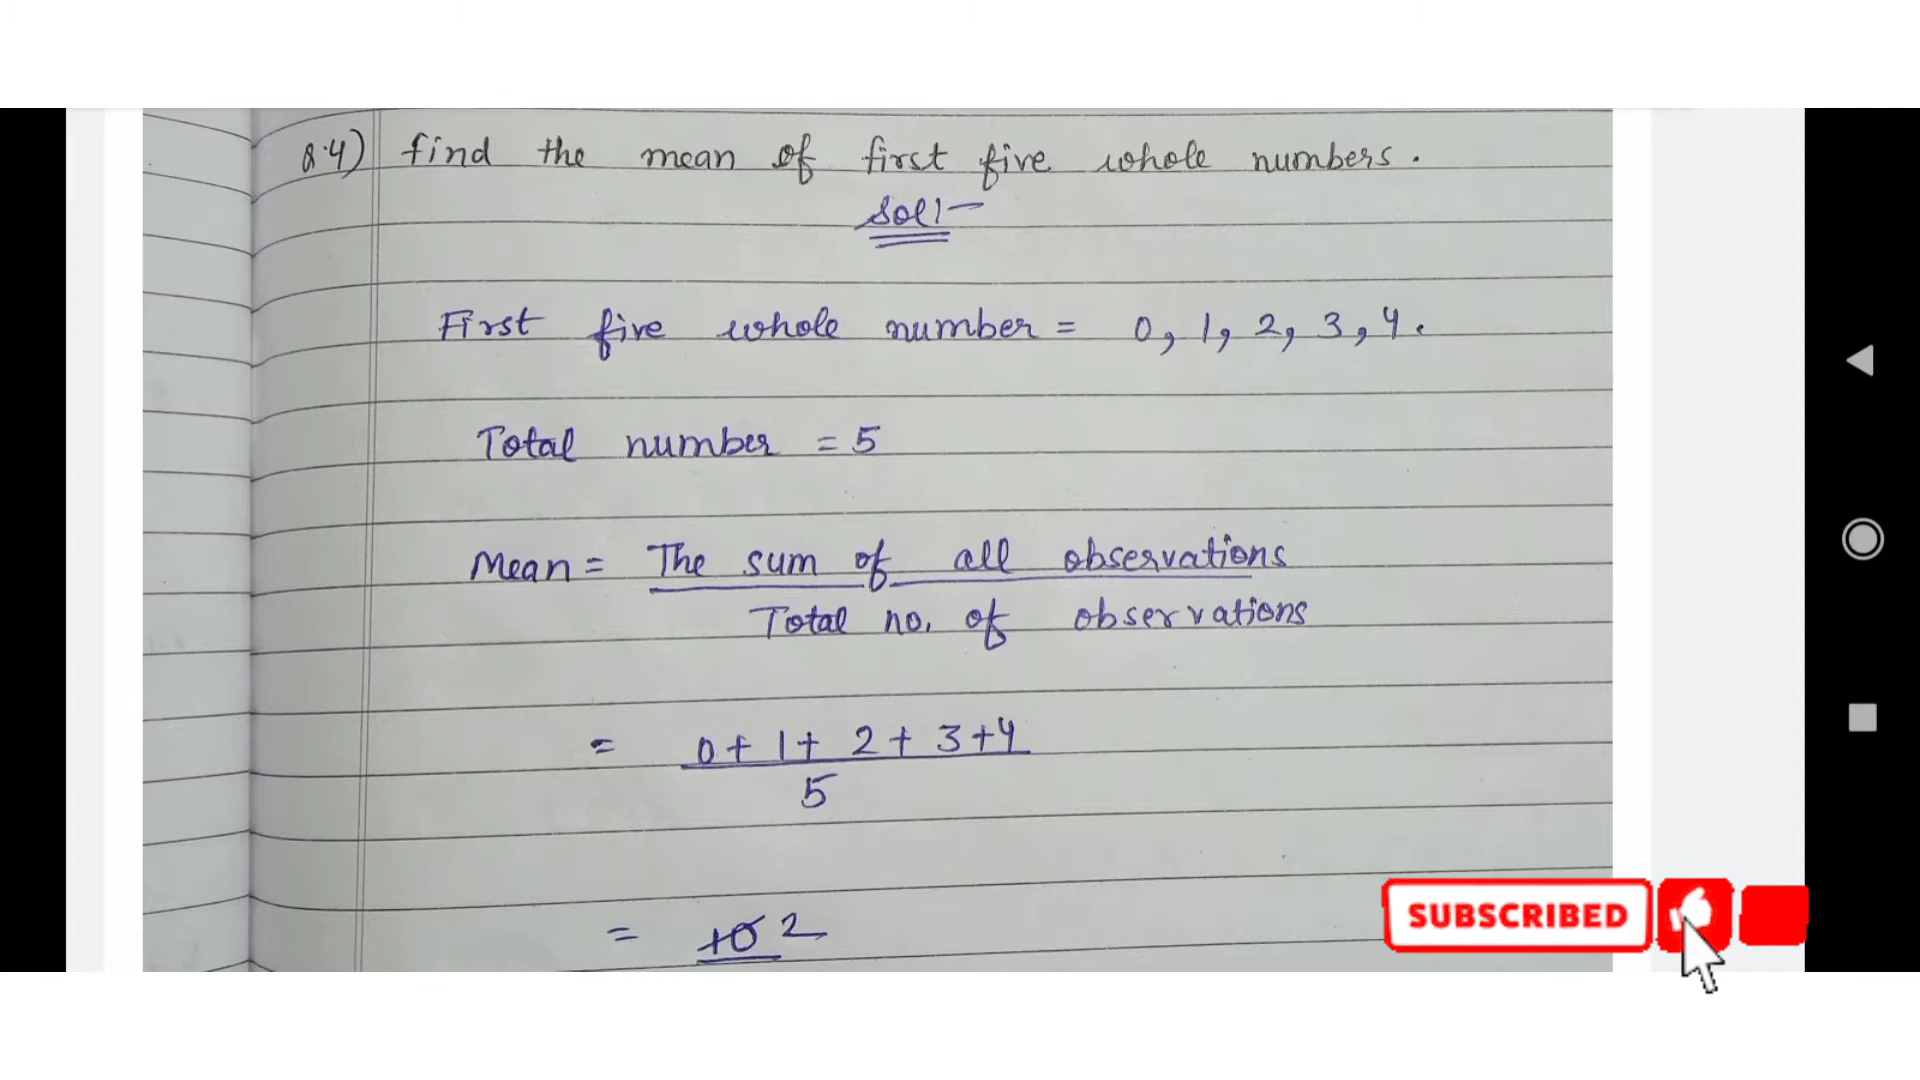 Q.4) find the mean of first five whole numbers.
Sol:-
First five whole number = 0, 1, 2, 3, 4.
Total number = 5
Mean = The sum of all observations
Total no. of observations
= 0 + 1 + 2 + 3 + 4
5
= 10 2
SUBSCRIBED